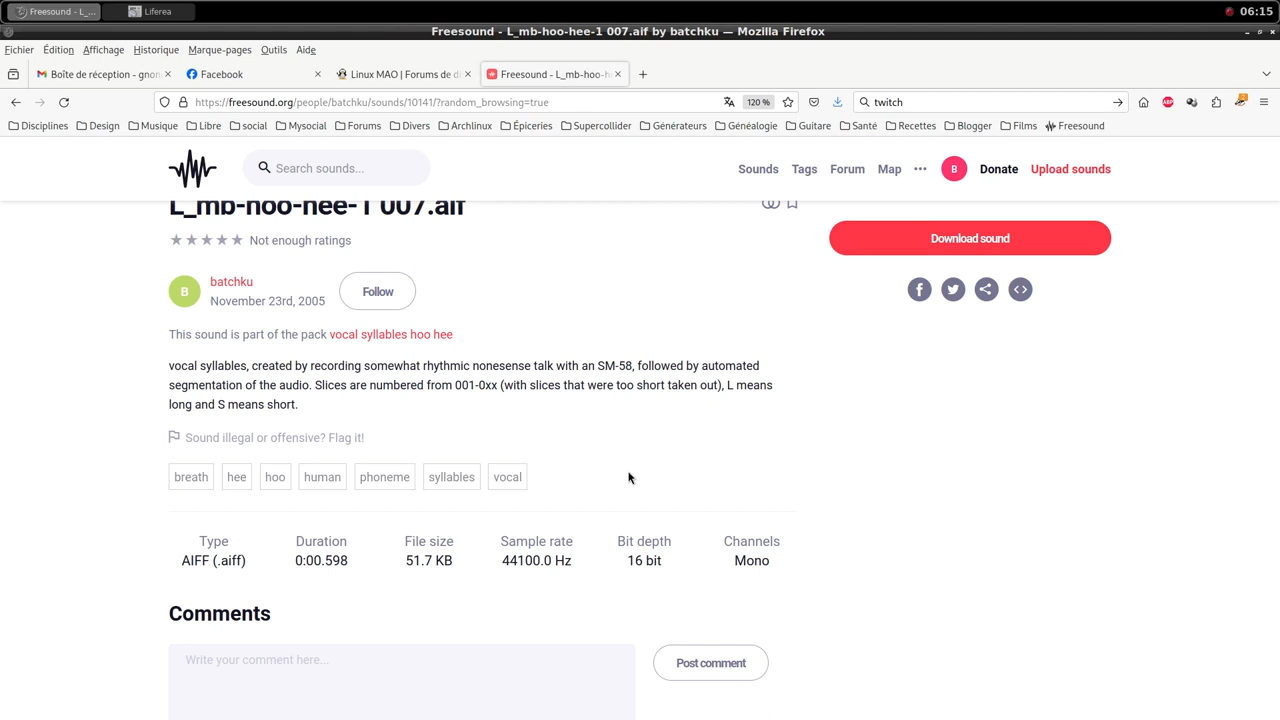 Freesound - L_...
Liferea
06:15
Freesound - L_mb-hoo-hee-1 007.aif by batchku — Mozilla Firefox
Fichier Édition Affichage Historique Marque-pages Outils Aide
Boîte de réception - gnon
Facebook
Linux MAO | Forums de d
Freesound - L_mb-hoo-h
https://freesound.org/people/batchku/sounds/10141/?random_browsing=true
120 %
twitch
Disciplines Design Musique Libre social Mysocial Forums Divers Archlinux Épiceries Supercollider Générateurs Généalogie Guitare Santé Recettes Blogger Films Freesound
Search sounds...
Sounds Tags Forum Map B Donate Upload sounds
L_mb-hoo-hee-1 007.aif
Not enough ratings
Download sound
B
batchku
November 23rd, 2005
Follow
This sound is part of the pack vocal syllables hoo hee
vocal syllables, created by recording somewhat rhythmic nonesense talk with an SM-58, followed by automated
segmentation of the audio. Slices are numbered from 001-0xx (with slices that were too short taken out), L means
long and S means short.
Sound illegal or offensive? Flag it!
breath hee hoo human phoneme syllables vocal
Type Duration File size Sample rate Bit depth Channels
AIFF (.aiff) 0:00.598 51.7 KB 44100.0 Hz 16 bit Mono
Comments
Write your comment here...
Post comment